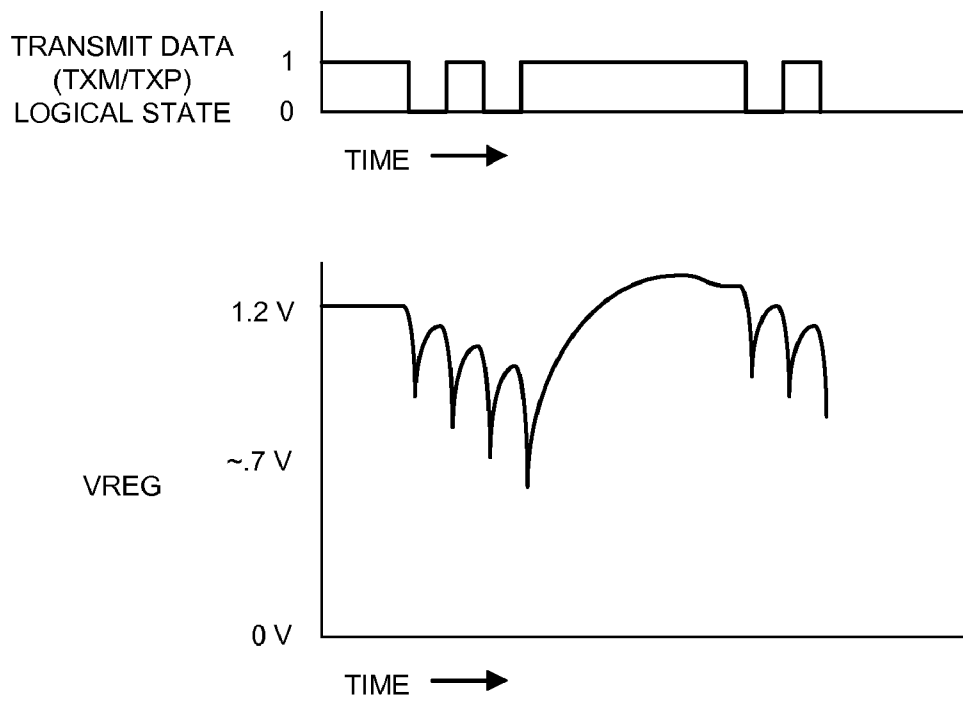 TRANSMIT DATA
(TXM/TXP)
LOGICAL STATE
1
0
TIME
1.2 V
~.7 V
VREG
0 V
TIME